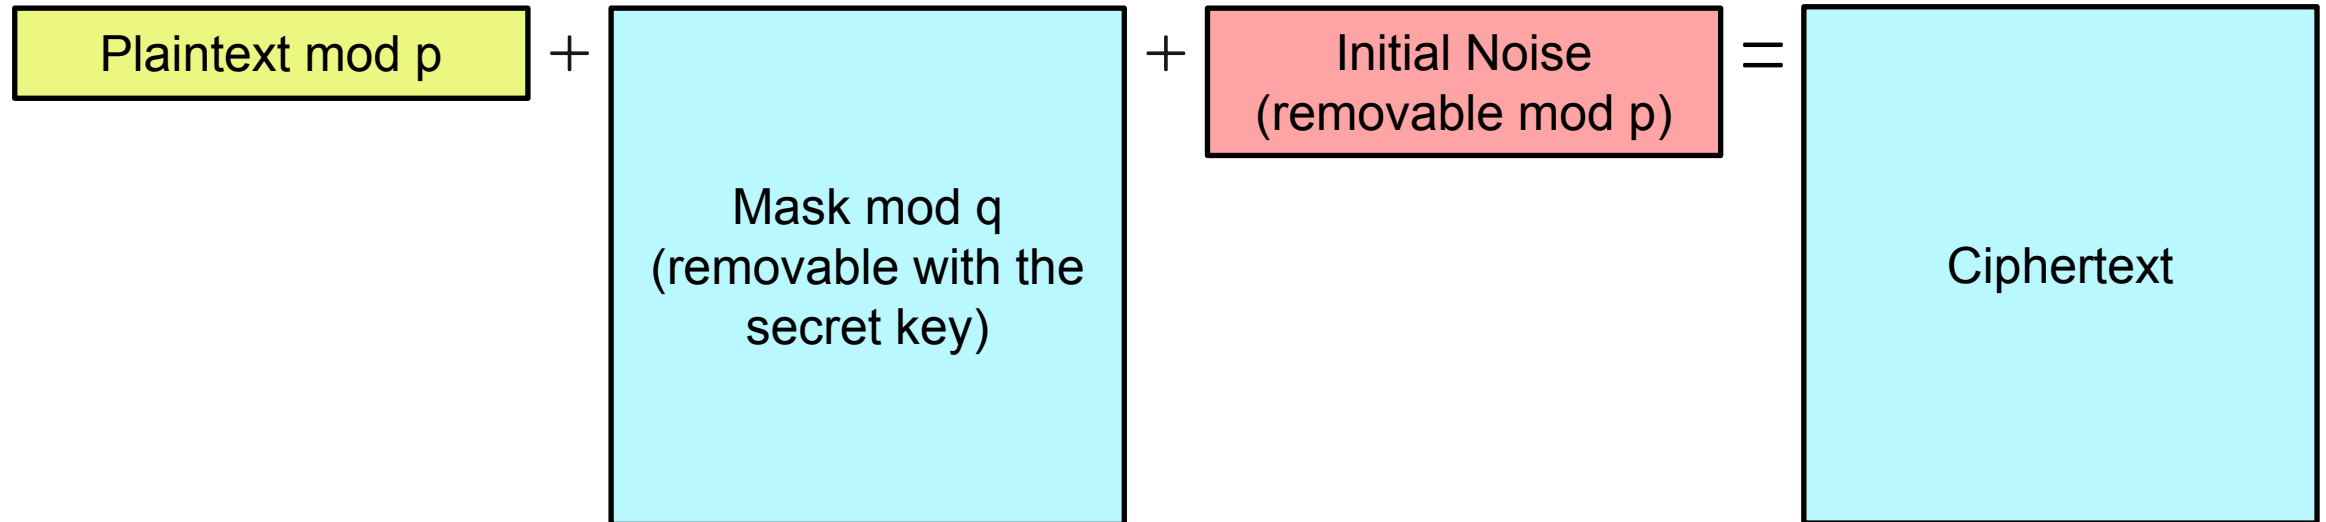 Plaintext mod p
+
Mask mod q
(removable with the
secret key)
+
Initial Noise
(removable mod p)
=
Ciphertext